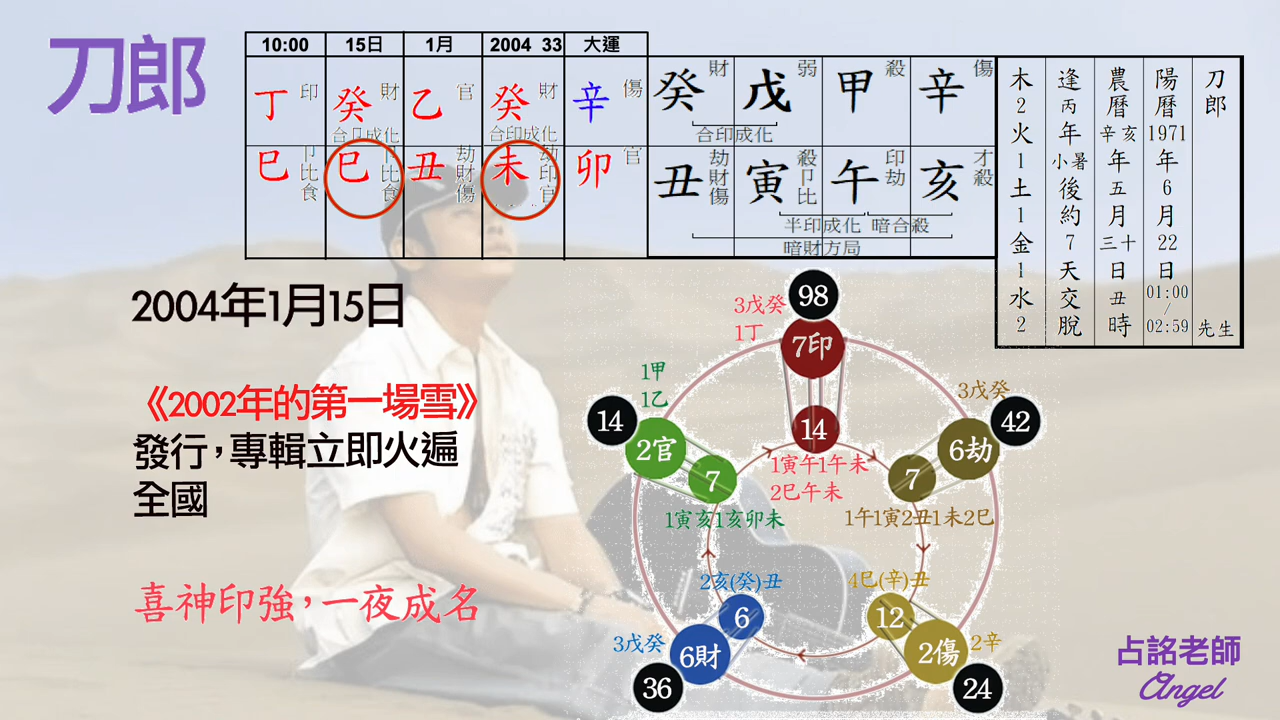 刀郎
10:00 15日 1月 2004 33 大運
丁 印 癸 財 乙 官 癸 財 辛 傷
合卩成化 合印成化
巳 卩比食 巳 卩比食 丑 劫財傷 未 劫印官 卯 官
癸 財 戊 弱 甲 殺 辛 傷
合印成化
丑 劫財傷 寅 殺卩比 午 印劫 亥 才殺
半印成化 暗合殺
暗財方局
刀郎 先生
陽曆 1971 年 6 月 22 日 01:00 / 02:59
農曆 辛亥 年 五 月 三十 日 丑 時
逢 丙 年 小暑 後 約 7 天 交 脫
木 2 火 1 土 1 金 1 水 2
2004年1月15日
《2002年的第一場雪》
發行，專輯立即火遍
全國
喜神印強，一夜成名
98
3戊癸
1丁
7印
14
1寅午1午未
2巳午未
1甲
1乙
14
2官
7
1寅亥1亥卯未
3戊癸
42
6劫
7
1午1寅2丑1未2巳
2亥(癸)丑
6
3戊癸
6財
36
4巳(辛)丑
12
2辛
2傷
24
占詺老師
Angel